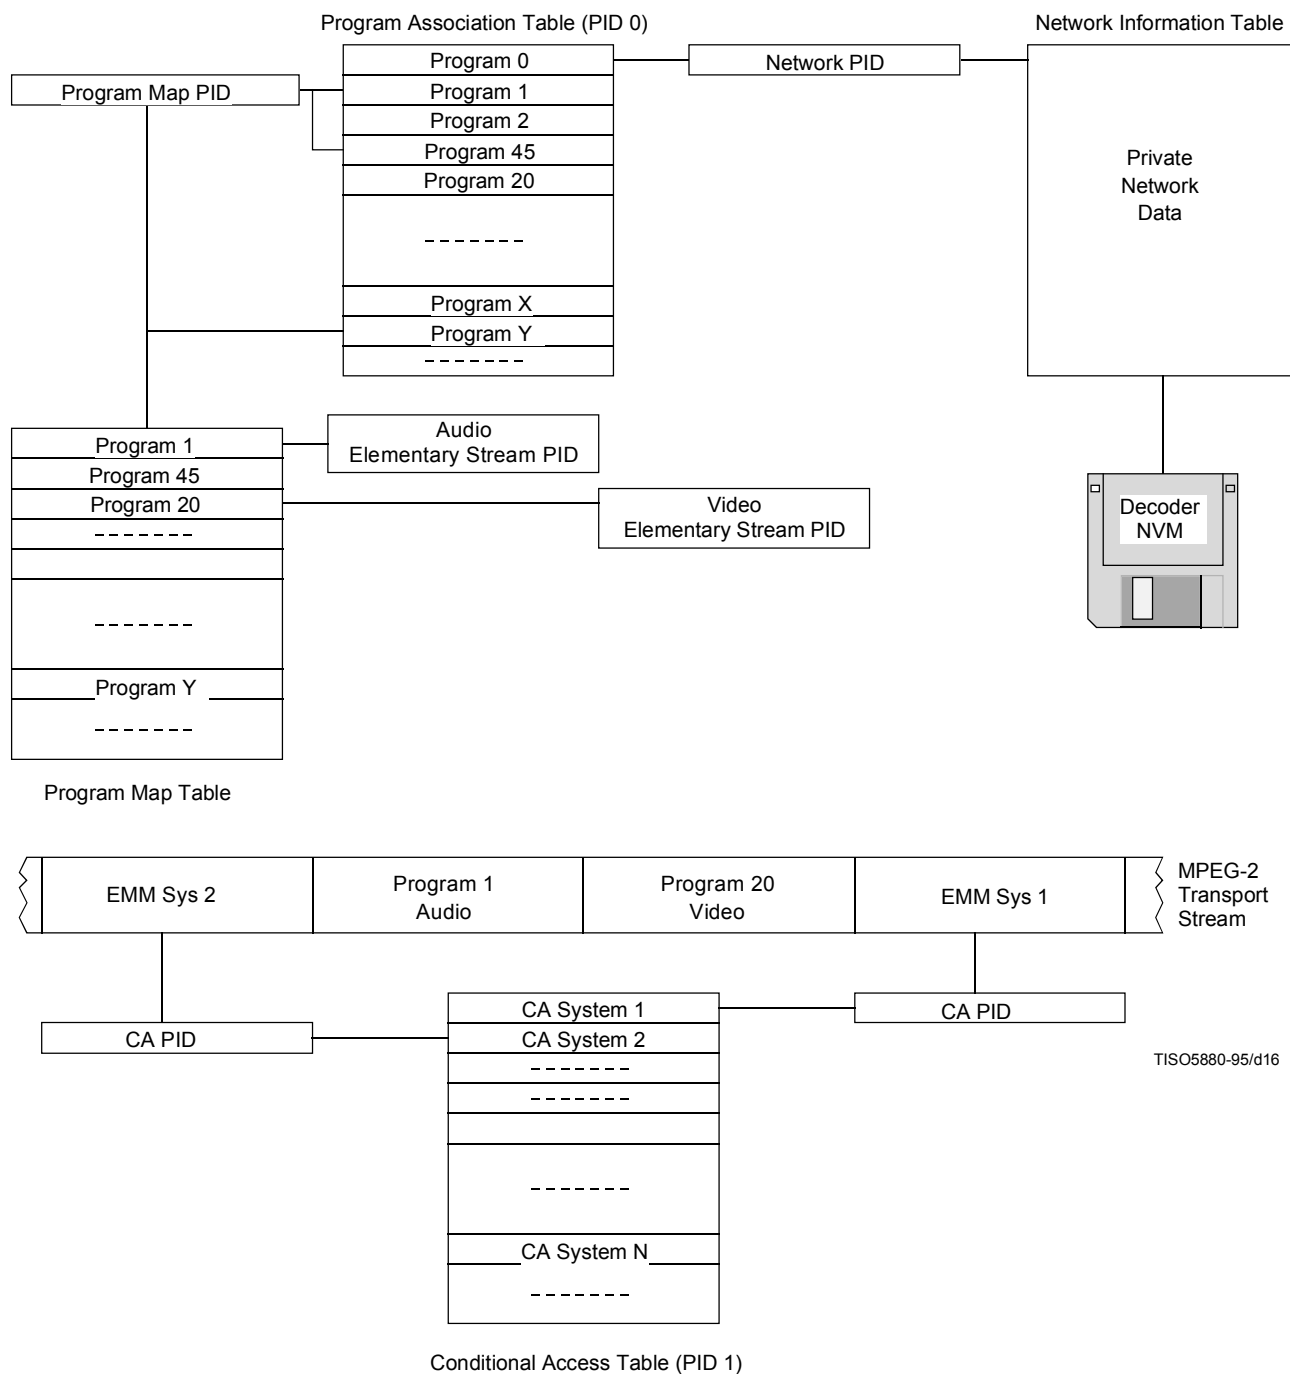 Program Association Table (PID 0)
Network Information Table
Program 0
Network PID
Program Map PID
Program 1
Program 2
Program 45
Program 20
- - - - - - -
Program X
Program Y
- - - - - - -
Private
Network
Data
Program 1
Program 45
Program 20
- - - - - - -
- - - - - - -
Program Y
- - - - - - -
Audio
Elementary Stream PID
Video
Elementary Stream PID
Decoder
NVM
Program Map Table
EMM Sys 2
Program 1
Audio
Program 20
Video
EMM Sys 1
MPEG-2
Transport
Stream
CA PID
CA System 1
CA System 2
- - - - - - -
- - - - - - -
- - - - - - -
CA System N
- - - - - - -
CA PID
TISO5880-95/d16
Conditional Access Table (PID 1)